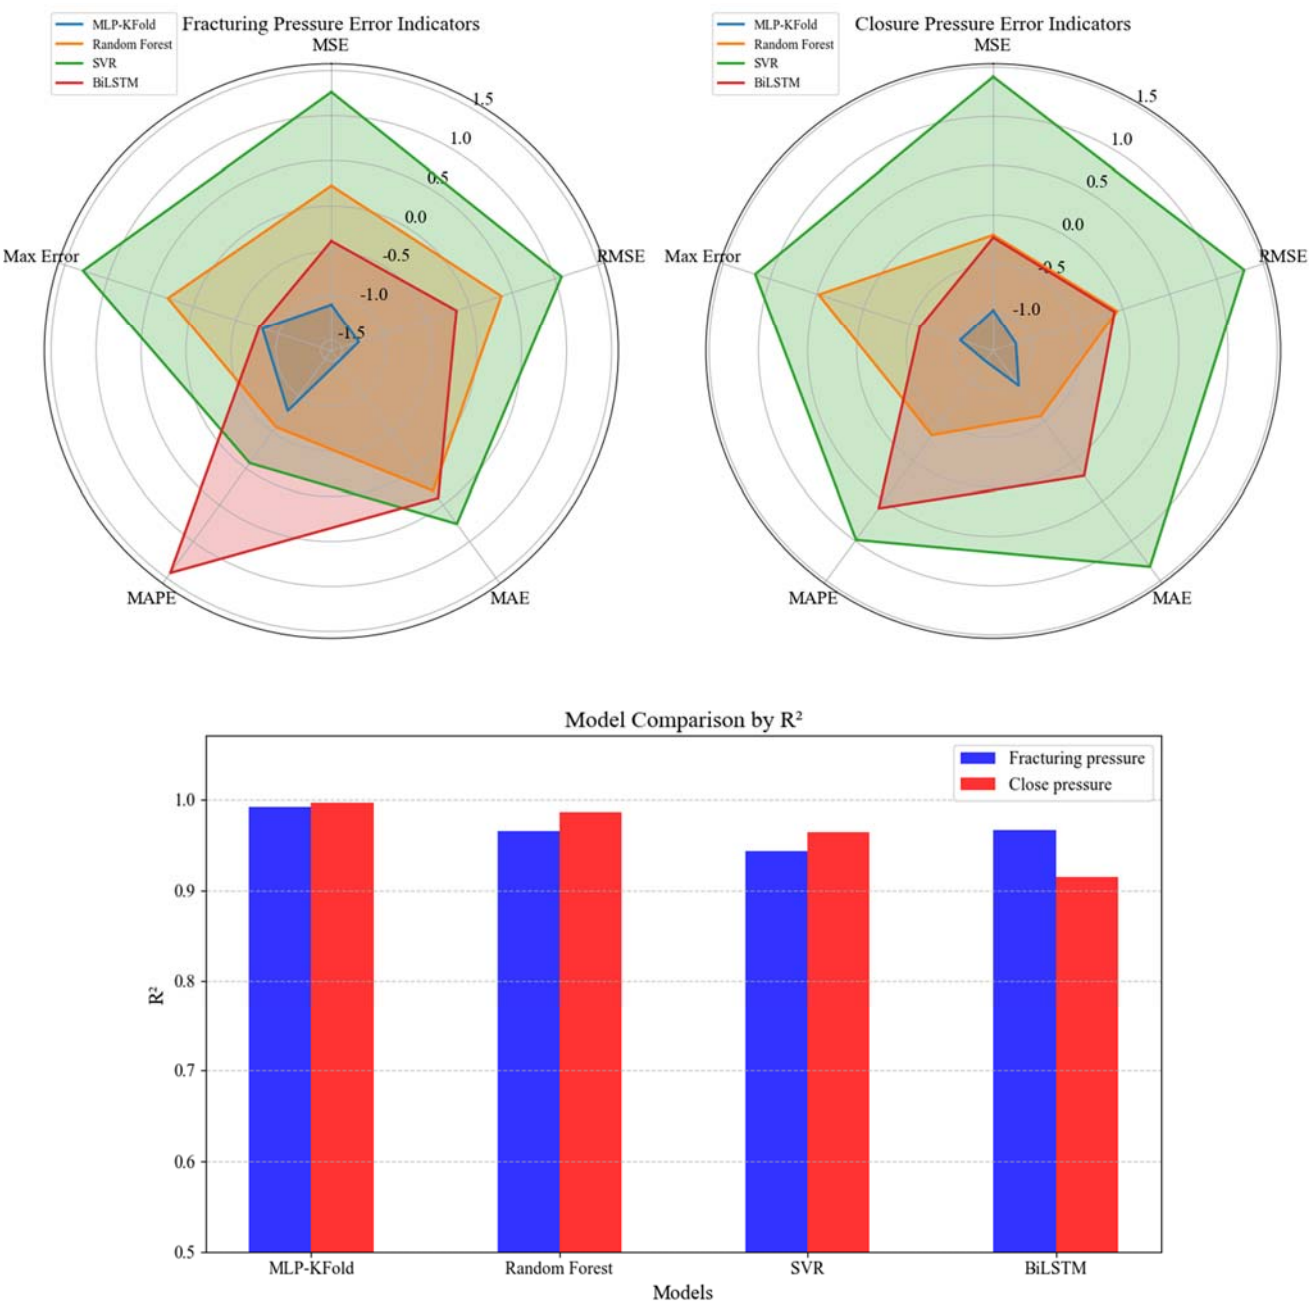 Fracturing Pressure Error Indicators
MLP-KFold
Random Forest
SVR
BiLSTM
MSE
RMSE
MAE
MAPE
Max Error
1.5
1.0
0.5
0.0
-0.5
-1.0
-1.5
Closure Pressure Error Indicators
MLP-KFold
Random Forest
SVR
BiLSTM
MSE
RMSE
MAE
MAPE
Max Error
1.5
1.0
0.5
0.0
-0.5
-1.0
Model Comparison by R²
Fracturing pressure
Close pressure
R²
1.0
0.9
0.8
0.7
0.6
0.5
MLP-KFold
Random Forest
SVR
BiLSTM
Models